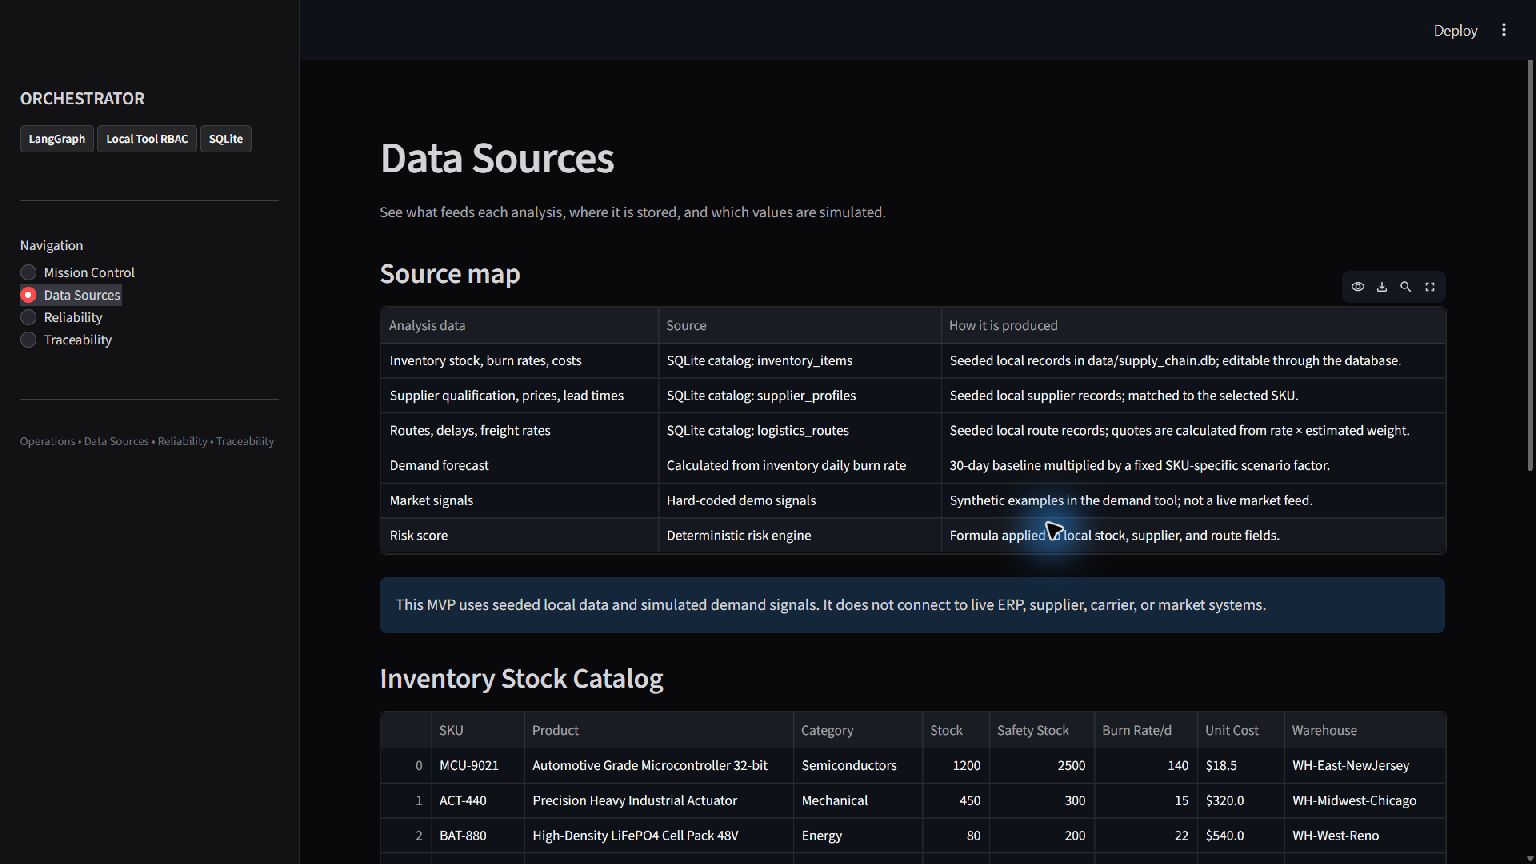 Deploy
ORCHESTRATOR
LangGraph Local Tool RBAC SQLite
Navigation
Mission Control
Data Sources
Reliability
Traceability
Operations • Data Sources • Reliability • Traceability
Data Sources
See what feeds each analysis, where it is stored, and which values are simulated.
Source map
Analysis data Source How it is produced
Inventory stock, burn rates, costs SQLite catalog: inventory_items Seeded local records in data/supply_chain.db; editable through the database.
Supplier qualification, prices, lead times SQLite catalog: supplier_profiles Seeded local supplier records; matched to the selected SKU.
Routes, delays, freight rates SQLite catalog: logistics_routes Seeded local route records; quotes are calculated from rate × estimated weight.
Demand forecast Calculated from inventory daily burn rate 30-day baseline multiplied by a fixed SKU-specific scenario factor.
Market signals Hard-coded demo signals Synthetic examples in the demand tool; not a live market feed.
Risk score Deterministic risk engine Formula applied local stock, supplier, and route fields.
This MVP uses seeded local data and simulated demand signals. It does not connect to live ERP, supplier, carrier, or market systems.
Inventory Stock Catalog
SKU Product Category Stock Safety Stock Burn Rate/d Unit Cost Warehouse
0 MCU-9021 Automotive Grade Microcontroller 32-bit Semiconductors 1200 2500 140 $18.5 WH-East-NewJersey
1 ACT-440 Precision Heavy Industrial Actuator Mechanical 450 300 15 $320.0 WH-Midwest-Chicago
2 BAT-880 High-Density LiFePO4 Cell Pack 48V Energy 80 200 22 $540.0 WH-West-Reno